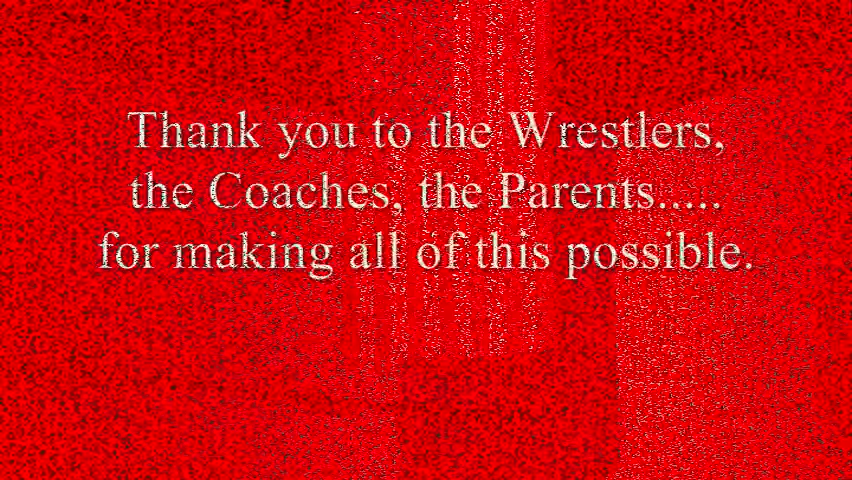 Thank you to the Wrestlers,
the Coaches, the Parents.....
for making all of this possible.